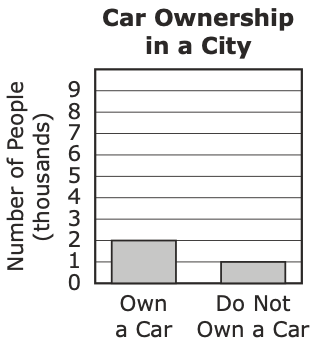 Car Ownership
in a City
Number of People
(thousands)
9
8
7
6
5
4
3
2
1
0
Own
a Car
Do Not
Own a Car